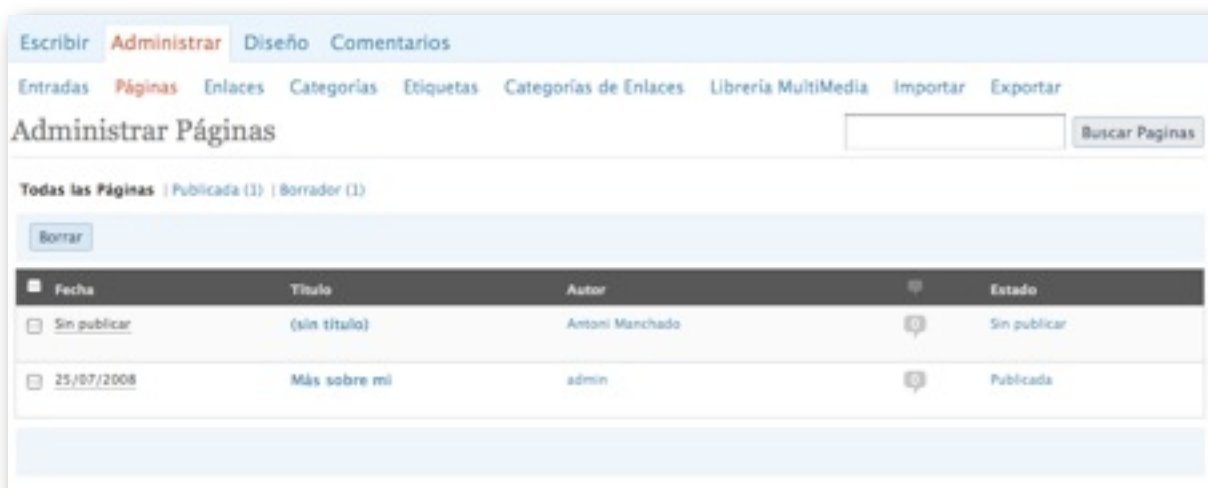 Escribir Administrar Diseño Comentarios
Entradas Páginas Enlaces Categorías Etiquetas Categorías de Enlaces Librería MultiMedia Importar Exportar
Administrar Páginas Buscar Paginas
Todas las Páginas | Publicada (1) | Borrador (1)
Borrar
Fecha Título Autor Estado
Sin publicar (sin título) Antoni Manchado 0 Sin publicar
25/07/2008 Más sobre mi admin 0 Publicada